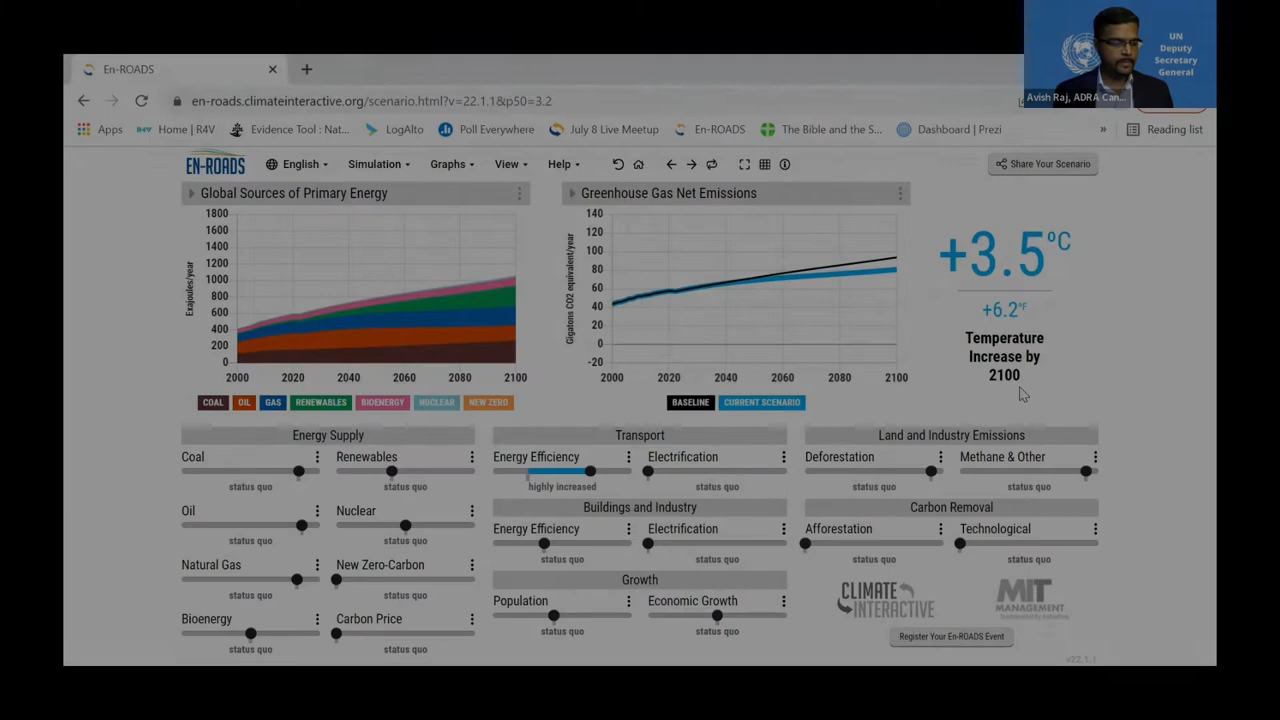 UN
Deputy
Secretary
General
Avish Raj, ADRA Can...
En-ROADS
en-roads.climateinteractive.org/scenario.html?v=22.1.1&p50=3.2
Apps
Home | R4V
Evidence Tool : Nat...
LogAlto
Poll Everywhere
July 8 Live Meetup
En-ROADS
The Bible and the S...
Dashboard | Prezi
»
Reading list
EN-ROADS
English
Simulation
Graphs
View
Help
Share Your Scenario
Global Sources of Primary Energy
Exajoules/year
1800
1600
1400
1200
1000
800
600
400
200
0
2000 2020 2040 2060 2080 2100
COAL OIL GAS RENEWABLES BIOENERGY NUCLEAR NEW ZERO
Greenhouse Gas Net Emissions
Gigatons CO2 equivalent/year
140
120
100
80
60
40
20
0
-20
2000 2020 2040 2060 2080 2100
BASELINE CURRENT SCENARIO
+3.5°C
+6.2°F
Temperature
Increase by
2100
Energy Supply
Coal
status quo
Renewables
status quo
Oil
status quo
Nuclear
status quo
Natural Gas
status quo
New Zero-Carbon
status quo
Bioenergy
status quo
Carbon Price
status quo
Transport
Energy Efficiency
highly increased
Electrification
status quo
Buildings and Industry
Energy Efficiency
status quo
Electrification
status quo
Growth
Population
status quo
Economic Growth
status quo
Land and Industry Emissions
Deforestation
status quo
Methane & Other
status quo
Carbon Removal
Afforestation
status quo
Technological
status quo
CLIMATE
INTERACTIVE
MIT
MANAGEMENT
Register Your En-ROADS Event
v22.1.1